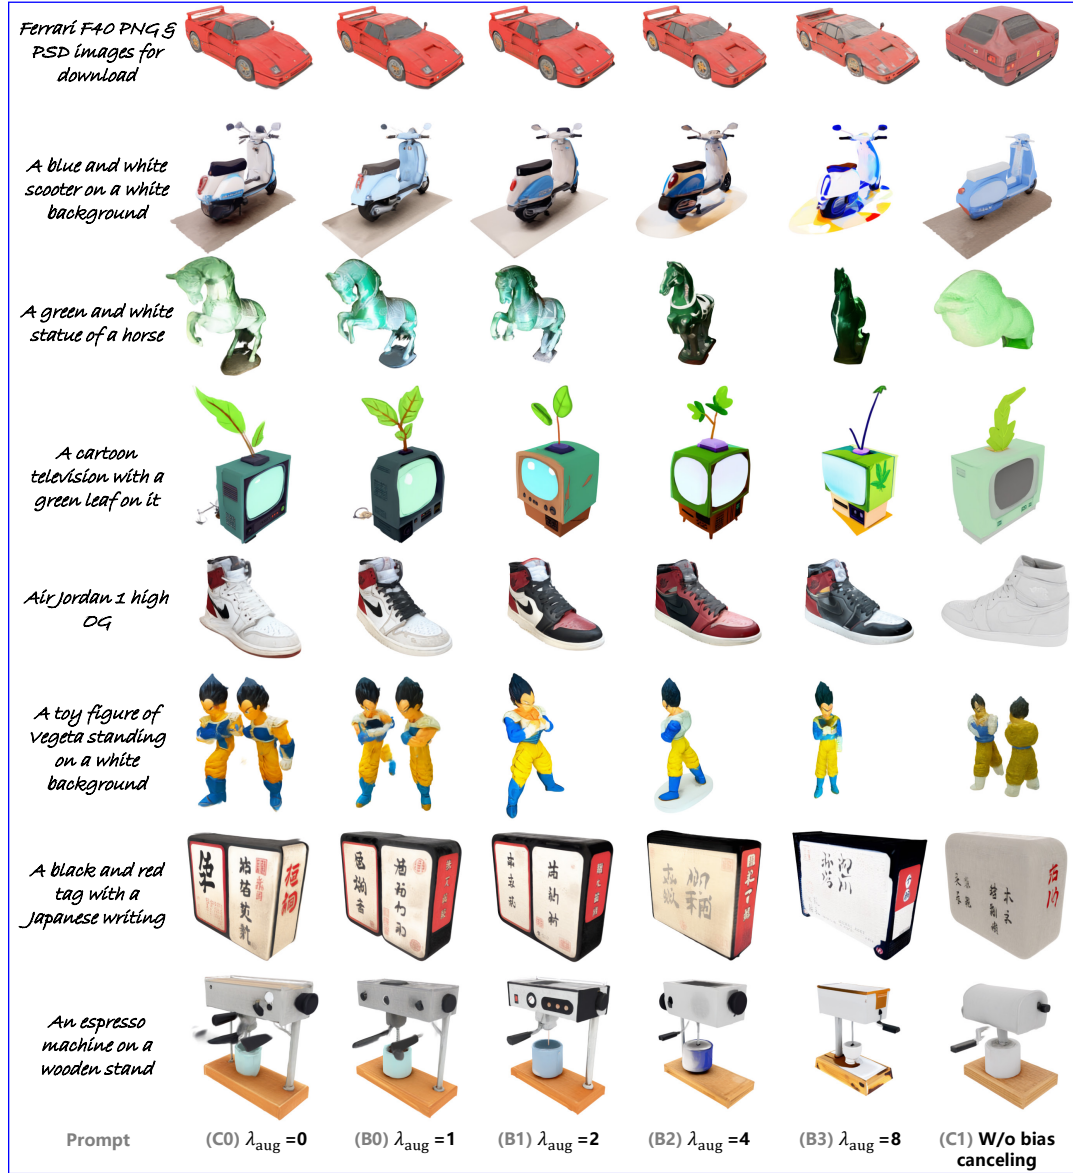 Ferrari F40 PNG &
PSD images for
download
A blue and white
scooter on a white
background
A green and white
statue of a horse
A cartoon
television with a
green leaf on it
Air Jordan 1 high
OG
A toy figure of
vegeta standing
on a white
background
A black and red
tag with a
Japanese writing
An espresso
machine on a
wooden stand
Prompt
(C0) λaug =0
(B0) λaug =1
(B1) λaug =2
(B2) λaug =4
(B3) λaug =8
(C1) W/o bias
canceling